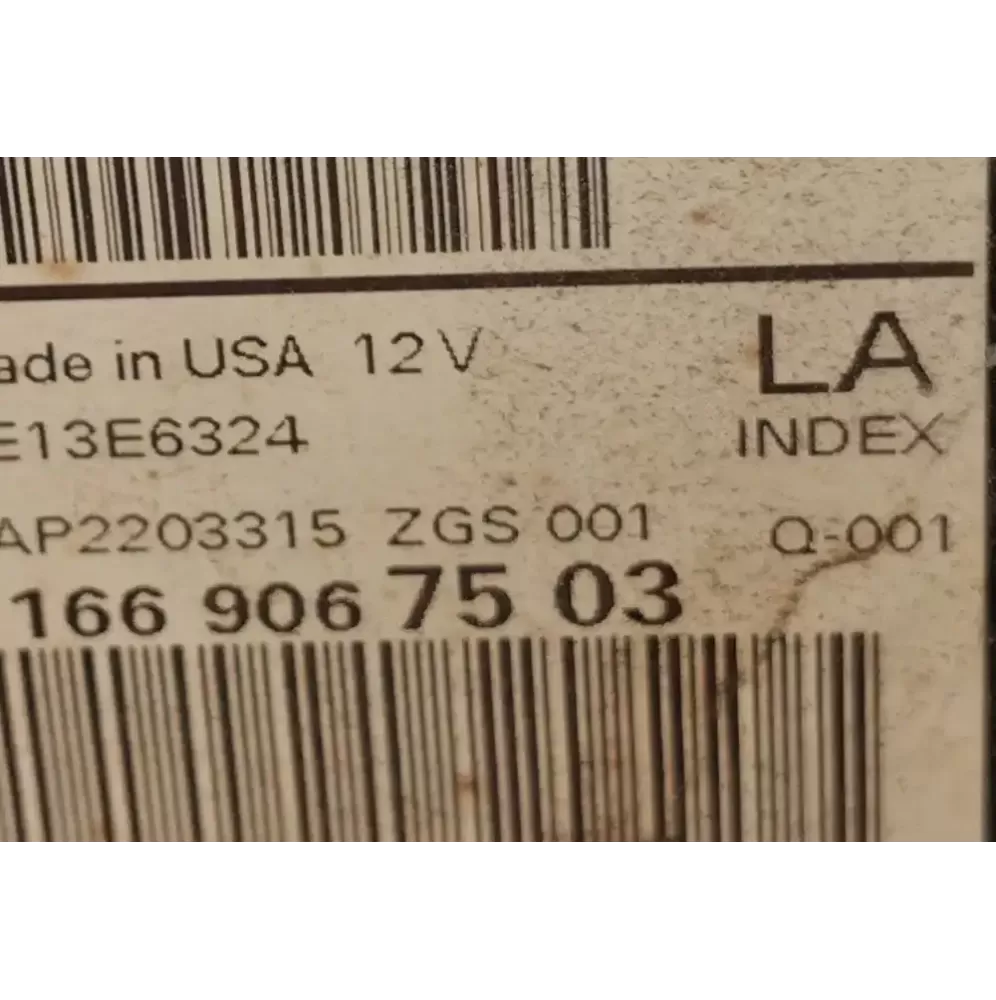 ade in USA 12V
LA
E13E6324
INDEX
AP2203315 ZGS 001
Q-001
166 906 75 03